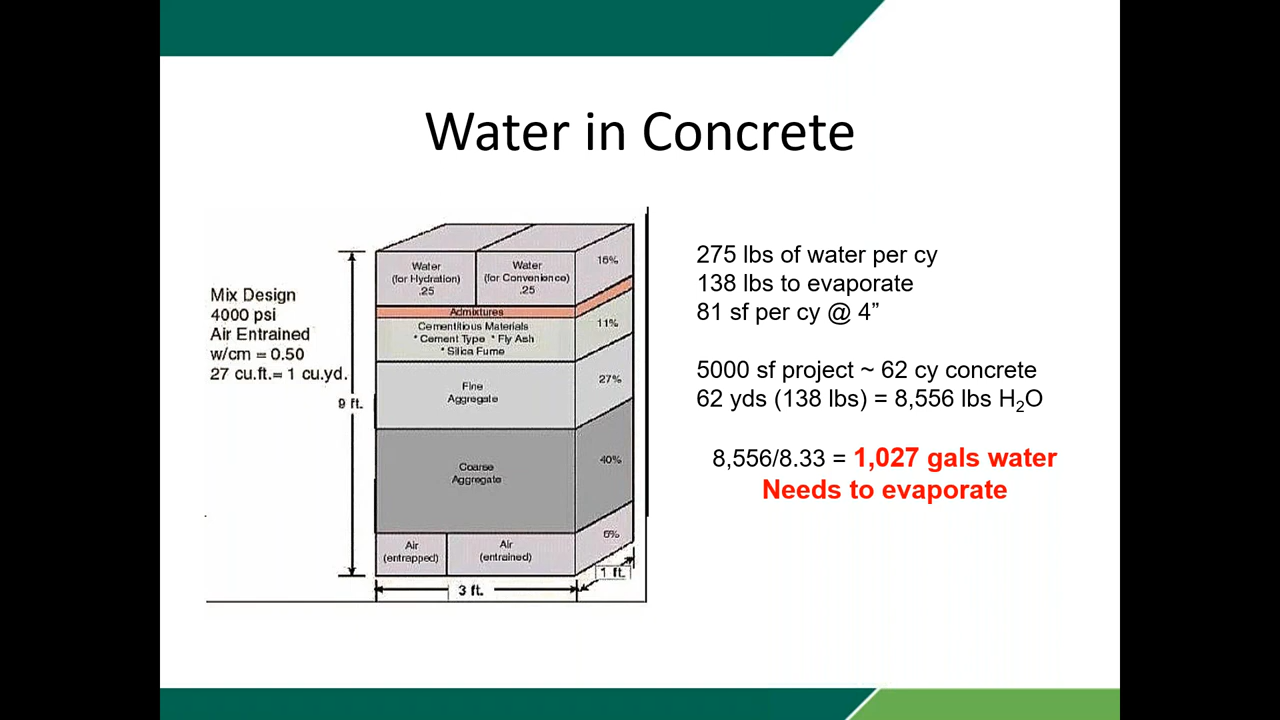 Water in Concrete
Mix Design
4000 psi
Air Entrained
w/cm = 0.50
27 cu.ft.= 1 cu.yd.
9 ft.
Water
(for Hydration)
.25
Water
(for Convenience)
.25
16%
Admixtures
Cementitious Materials
* Cement Type * Fly Ash
* Silica Fume
11%
Fine
Aggregate
27%
Coarse
Aggregate
40%
Air
(entrapped)
Air
(entrained)
6%
1 ft.
3 ft.
275 lbs of water per cy
138 lbs to evaporate
81 sf per cy @ 4”
5000 sf project ~ 62 cy concrete
62 yds (138 lbs) = 8,556 lbs H₂O
8,556/8.33 = 1,027 gals water
Needs to evaporate